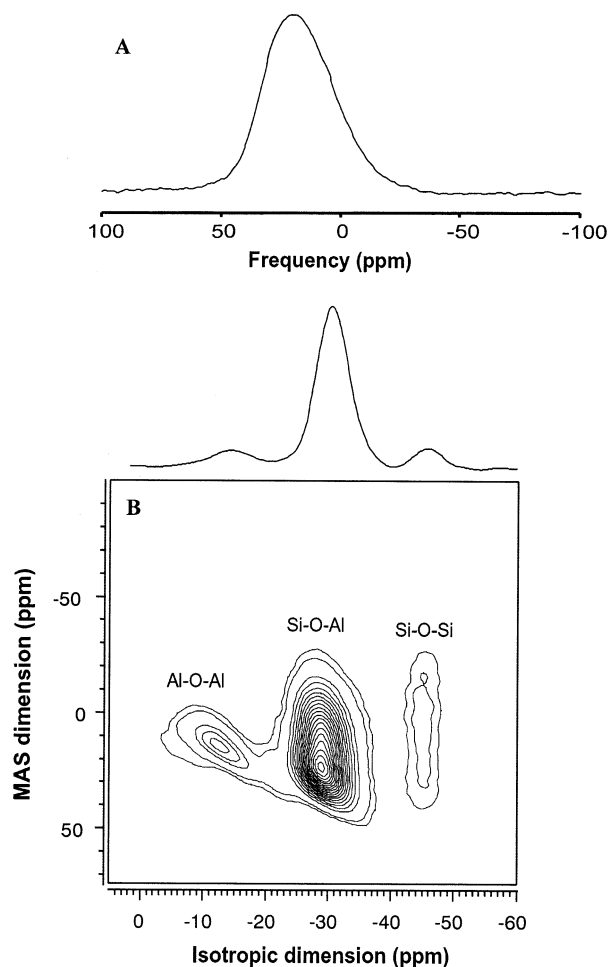 A
100 50 0 -50 -100
Frequency (ppm)
B
Si-O-Al Si-O-Si
Al-O-Al
-50
0
50
MAS dimension (ppm)
0 -10 -20 -30 -40 -50 -60
Isotropic dimension (ppm)